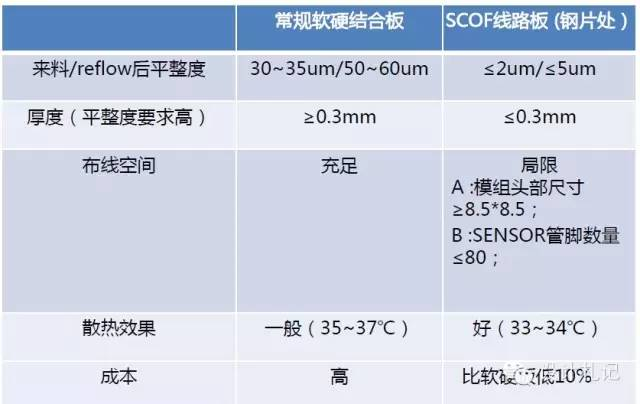 常规软硬结合板
SCOF线路板 (钢片处)
来料/reflow后平整度
30~35um/50~60um
≤2um/≤5um
厚度(平整度要求高)
≥0.3mm
≤0.3mm
布线空间
充足
局限
A :模组头部尺寸
≥8.5*8.5;
B :SENSOR管脚数量
≤80;
散热效果
一般(35~37℃)
好(33~34℃)
成本
高
比软硬板低10%
札记